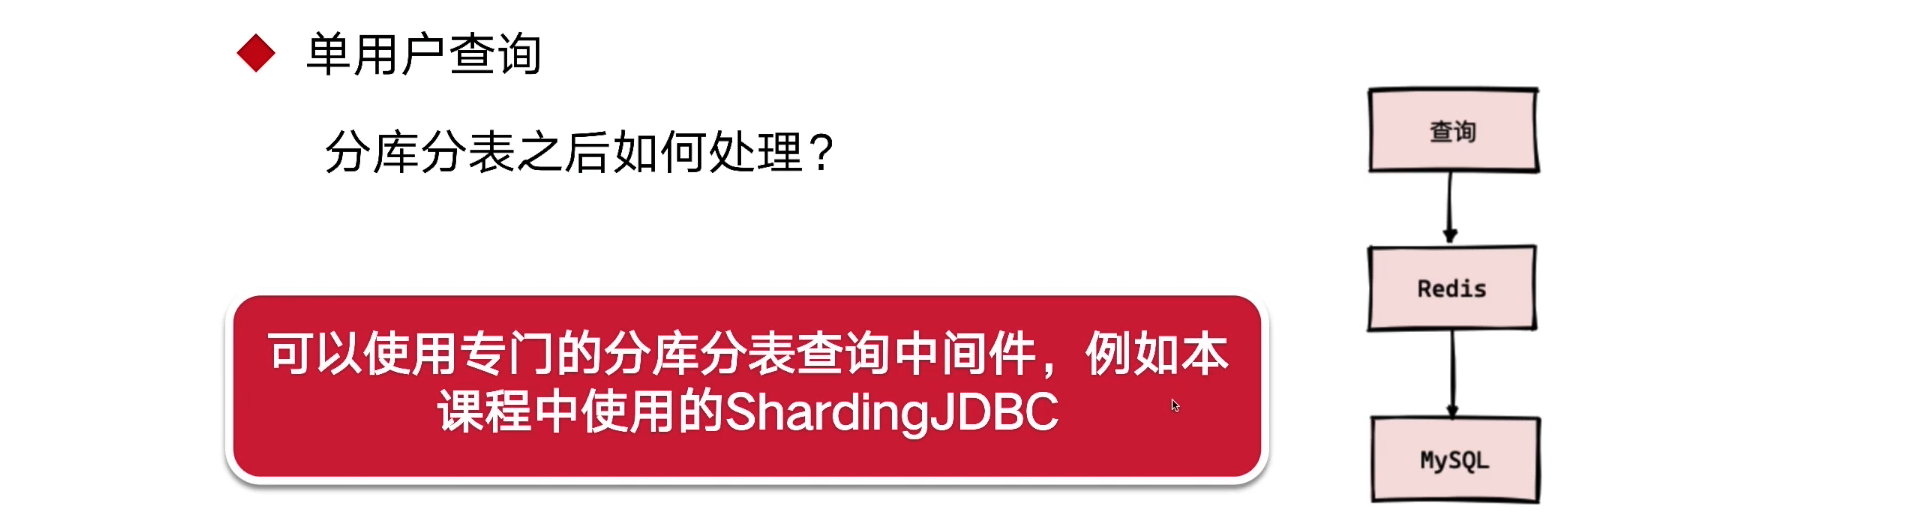 单用户查询
分库分表之后如何处理？
可以使用专门的分库分表查询中间件，例如本
课程中使用的ShardingJDBC
查询
Redis
MySQL